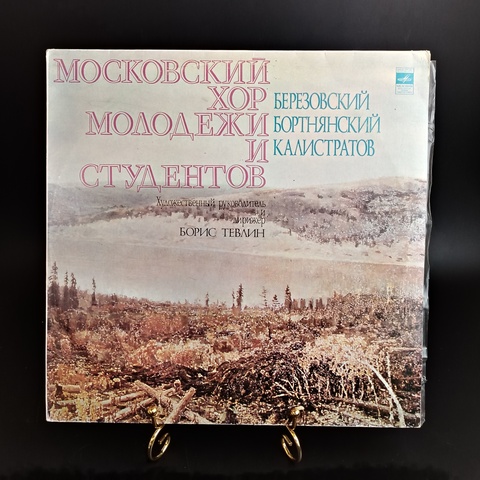 МОСКОВСКИЙ
ХОР
МОЛОДЕЖИ
И
СТУДЕНТОВ
Художественный руководитель
и
дирижер
БОРИС ТЕВЛИН
БЕРЕЗОВСКИЙ
БОРТНЯНСКИЙ
КАЛИСТРАТОВ